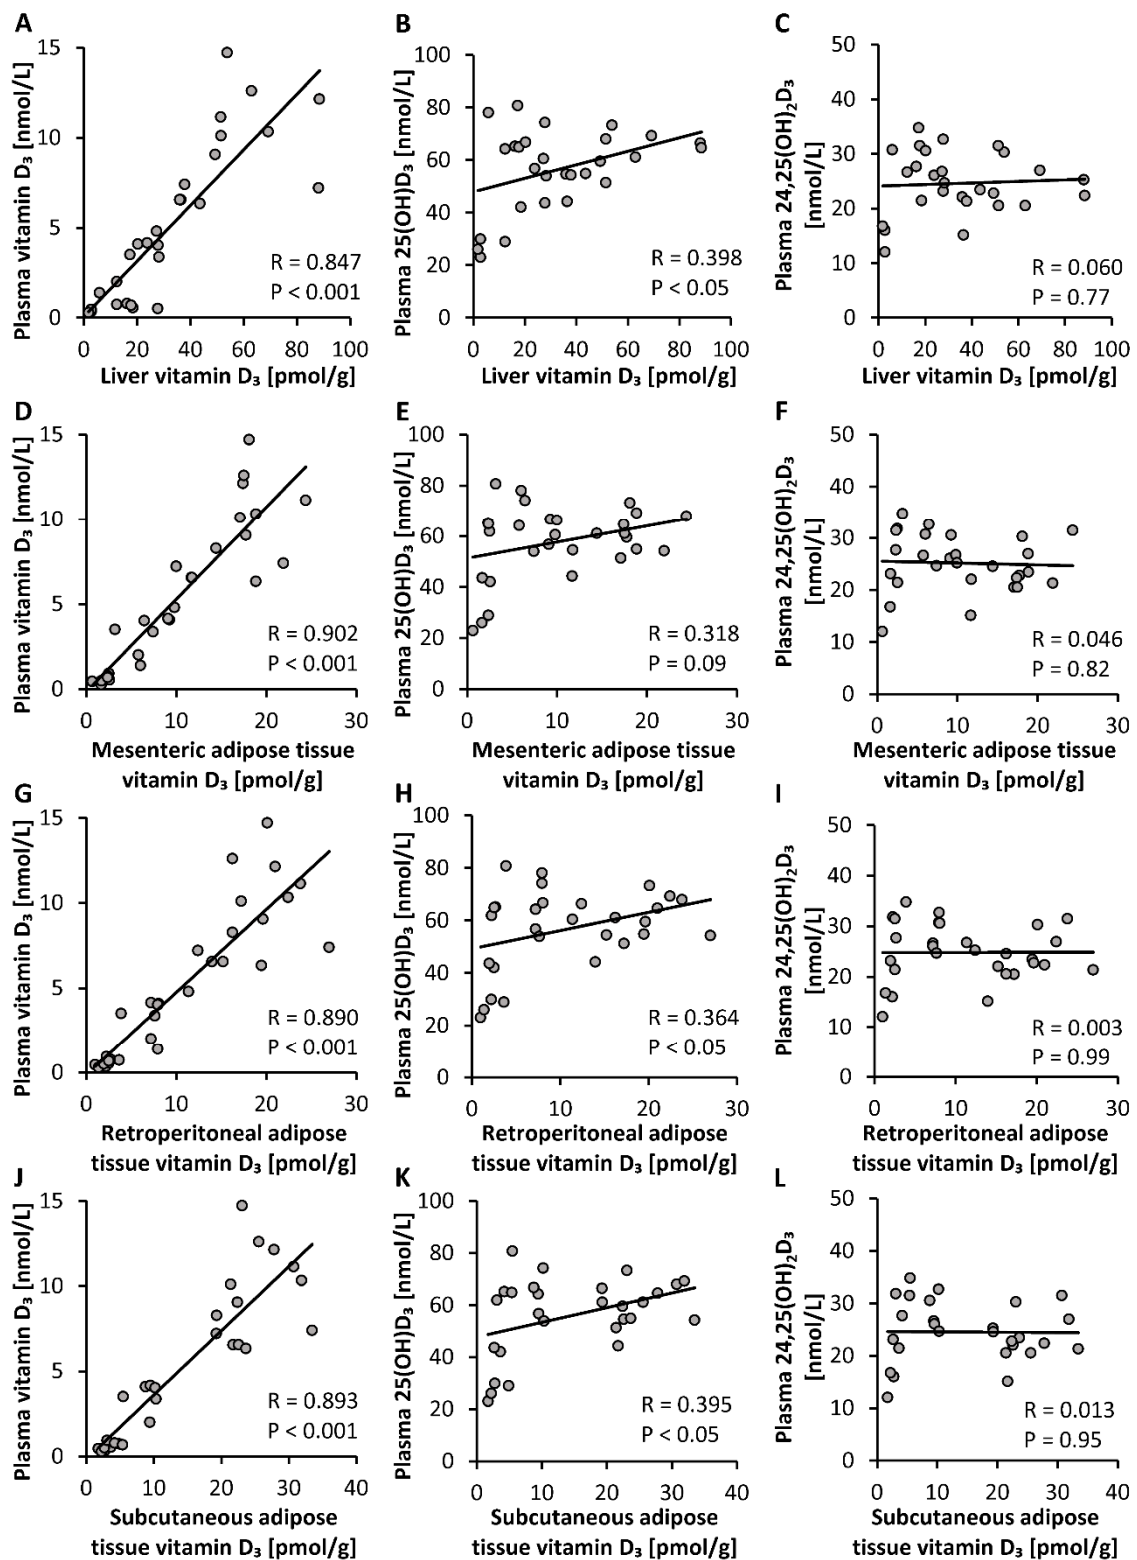 A
Plasma vitamin D₃ [nmol/L]
15
10
5
0
R = 0.847
P < 0.001
0 20 40 60 80 100
Liver vitamin D₃ [pmol/g]
B
Plasma 25(OH)D₃ [nmol/L]
100
80
60
40
20
0
R = 0.398
P < 0.05
0 20 40 60 80 100
Liver vitamin D₃ [pmol/g]
C
Plasma 24,25(OH)₂D₃
[nmol/L]
50
40
30
20
10
0
R = 0.060
P = 0.77
0 20 40 60 80 100
Liver vitamin D₃ [pmol/g]
D
Plasma vitamin D₃ [nmol/L]
15
10
5
0
R = 0.902
P < 0.001
0 10 20 30
Mesenteric adipose tissue
vitamin D₃ [pmol/g]
E
Plasma 25(OH)D₃ [nmol/L]
100
80
60
40
20
0
R = 0.318
P = 0.09
0 10 20 30
Mesenteric adipose tissue
vitamin D₃ [pmol/g]
F
Plasma 24,25(OH)₂D₃
[nmol/L]
50
40
30
20
10
0
R = 0.046
P = 0.82
0 10 20 30
Mesenteric adipose tissue
vitamin D₃ [pmol/g]
G
Plasma vitamin D₃ [nmol/L]
15
10
5
0
R = 0.890
P < 0.001
0 10 20 30
Retroperitoneal adipose
tissue vitamin D₃ [pmol/g]
H
Plasma 25(OH)D₃ [nmol/L]
100
80
60
40
20
0
R = 0.364
P < 0.05
0 10 20 30
Retroperitoneal adipose
tissue vitamin D₃ [pmol/g]
I
Plasma 24,25(OH)₂D₃
[nmol/L]
50
40
30
20
10
0
R = 0.003
P = 0.99
0 10 20 30
Retroperitoneal adipose
tissue vitamin D₃ [pmol/g]
J
Plasma vitamin D₃ [nmol/L]
15
10
5
0
R = 0.893
P < 0.001
0 10 20 30 40
Subcutaneous adipose
tissue vitamin D₃ [pmol/g]
K
Plasma 25(OH)D₃ [nmol/L]
100
80
60
40
20
0
R = 0.395
P < 0.05
0 10 20 30 40
Subcutaneous adipose
tissue vitamin D₃ [pmol/g]
L
Plasma 24,25(OH)₂D₃
[nmol/L]
50
40
30
20
10
0
R = 0.013
P = 0.95
0 10 20 30 40
Subcutaneous adipose
tissue vitamin D₃ [pmol/g]